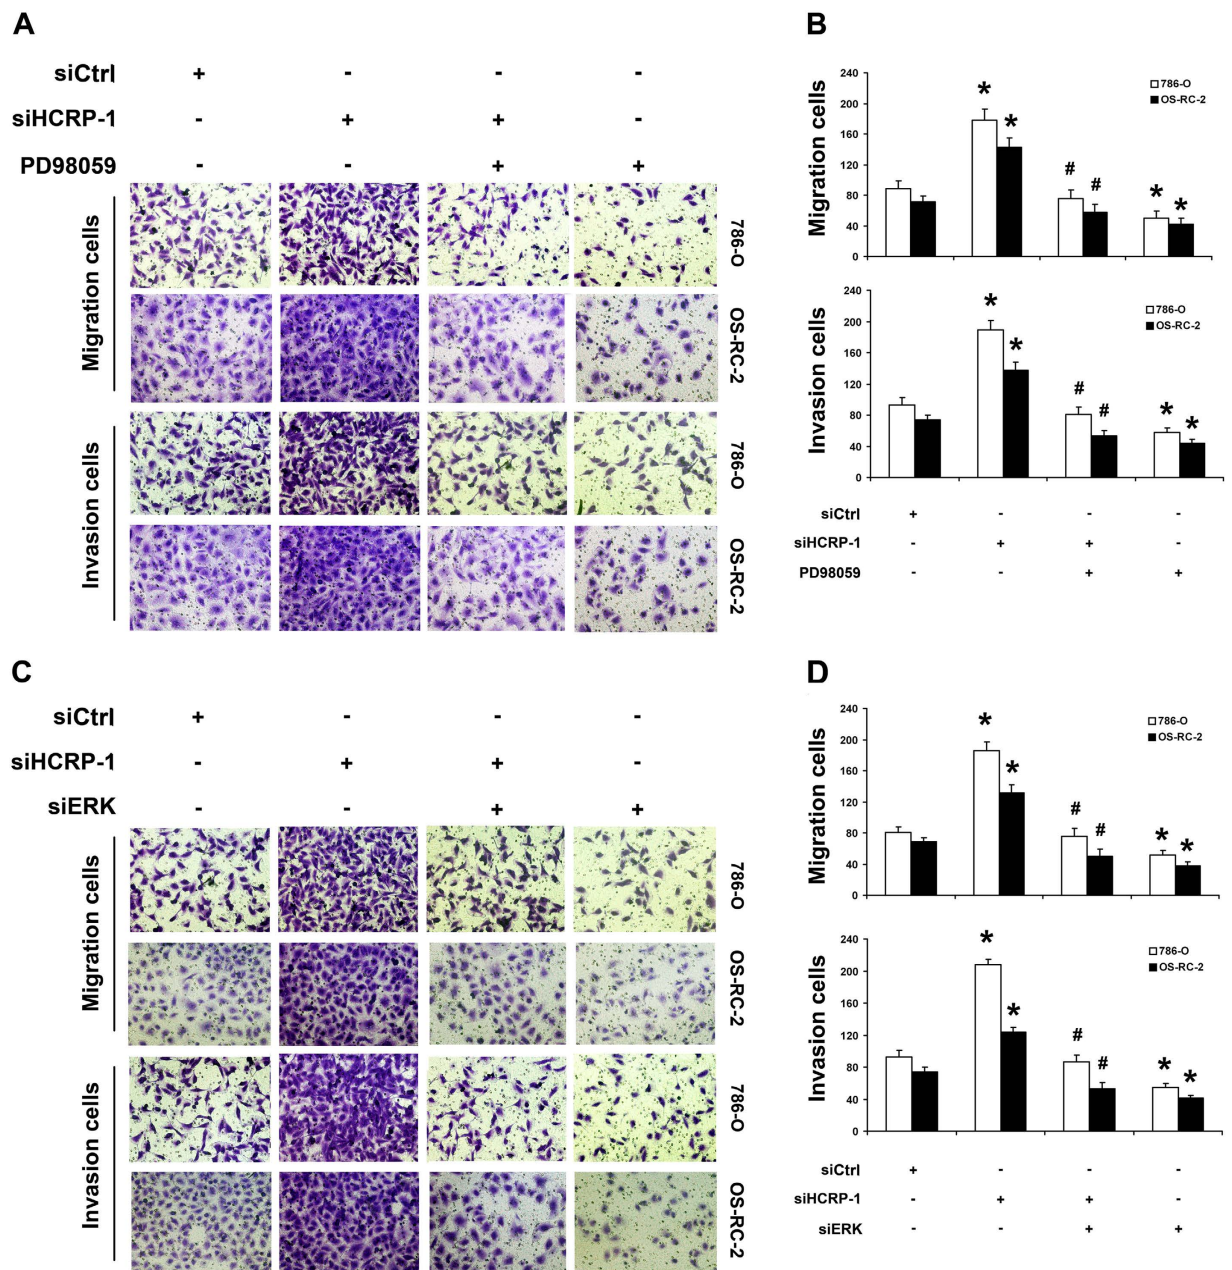 A
siCtrl + - - -
siHCRP-1 - + + -
PD98059 - - + +
Migration cells
786-O
OS-RC-2
Invasion cells
786-O
OS-RC-2
B
Migration cells
240
200
160
120
80
40
0
786-O
OS-RC-2
* * # # * *
Invasion cells
240
200
160
120
80
40
0
786-O
OS-RC-2
* * # # * *
siCtrl + - - -
siHCRP-1 - + + -
PD98059 - - + +
C
siCtrl + - - -
siHCRP-1 - + + -
siERK - - + +
Migration cells
786-O
OS-RC-2
Invasion cells
786-O
OS-RC-2
D
Migration cells
240
200
160
120
80
40
0
786-O
OS-RC-2
* * # # * *
Invasion cells
240
200
160
120
80
40
0
786-O
OS-RC-2
* * # # * *
siCtrl + - - -
siHCRP-1 - + + -
siERK - - + +